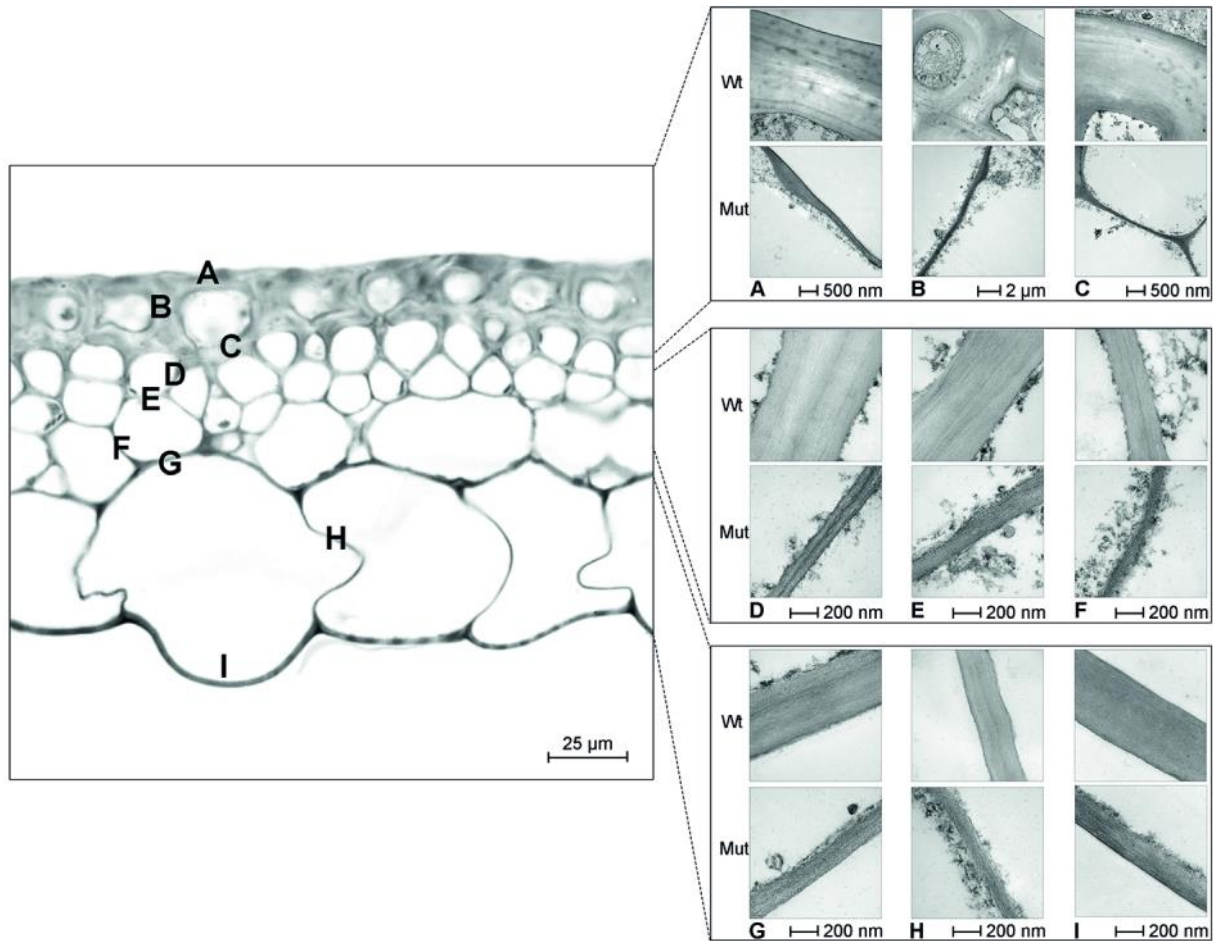 A
B
C
D
E
F
G
H
I
25 µm
Wt
Mut
A 500 nm B 2 µm C 500 nm
Wt
Mut
D 200 nm E 200 nm F 200 nm
Wt
Mut
G 200 nm H 200 nm I 200 nm